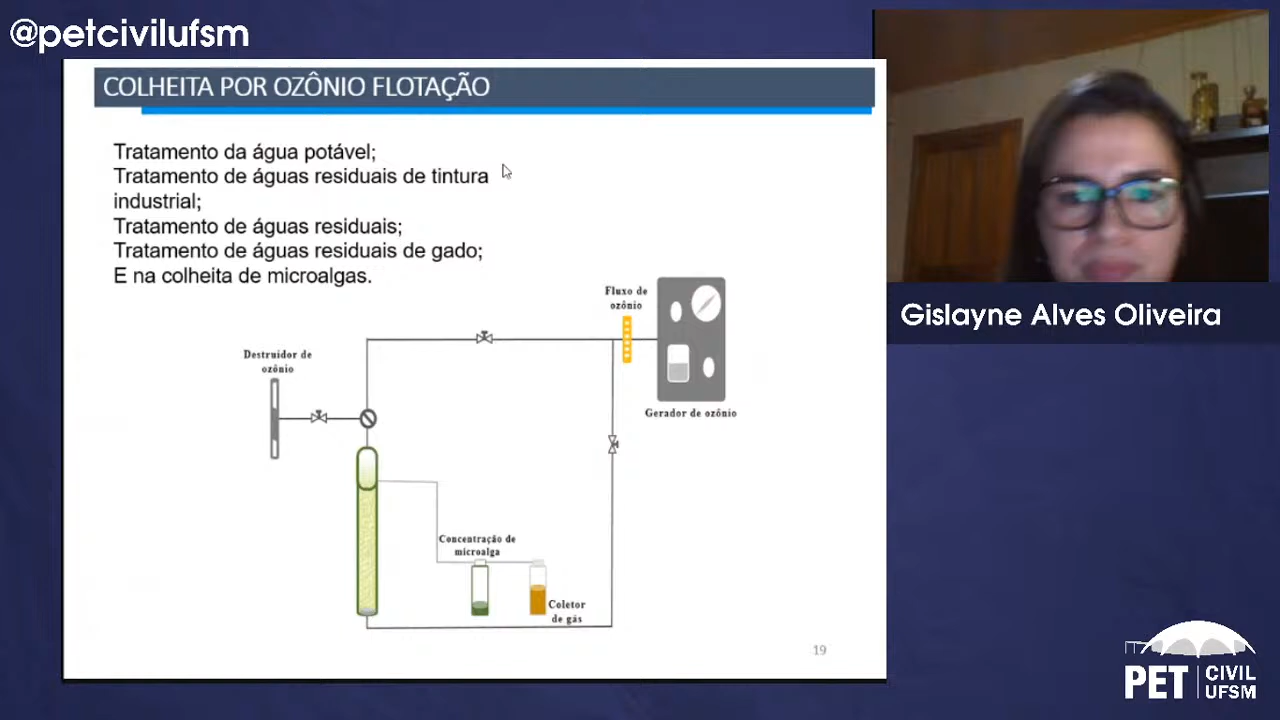 @petcivilufsm
COLHEITA POR OZÔNIO FLOTAÇÃO
Tratamento da água potável;
Tratamento de águas residuais de tintura
industrial;
Tratamento de águas residuais;
Tratamento de águas residuais de gado;
E na colheita de microalgas.
Fluxo de
ozônio
Destruidor de
ozônio
Gerador de ozônio
Concentração de
microalga
Coletor
de gás
19
Gislayne Alves Oliveira
PET
CIVIL
UFSM